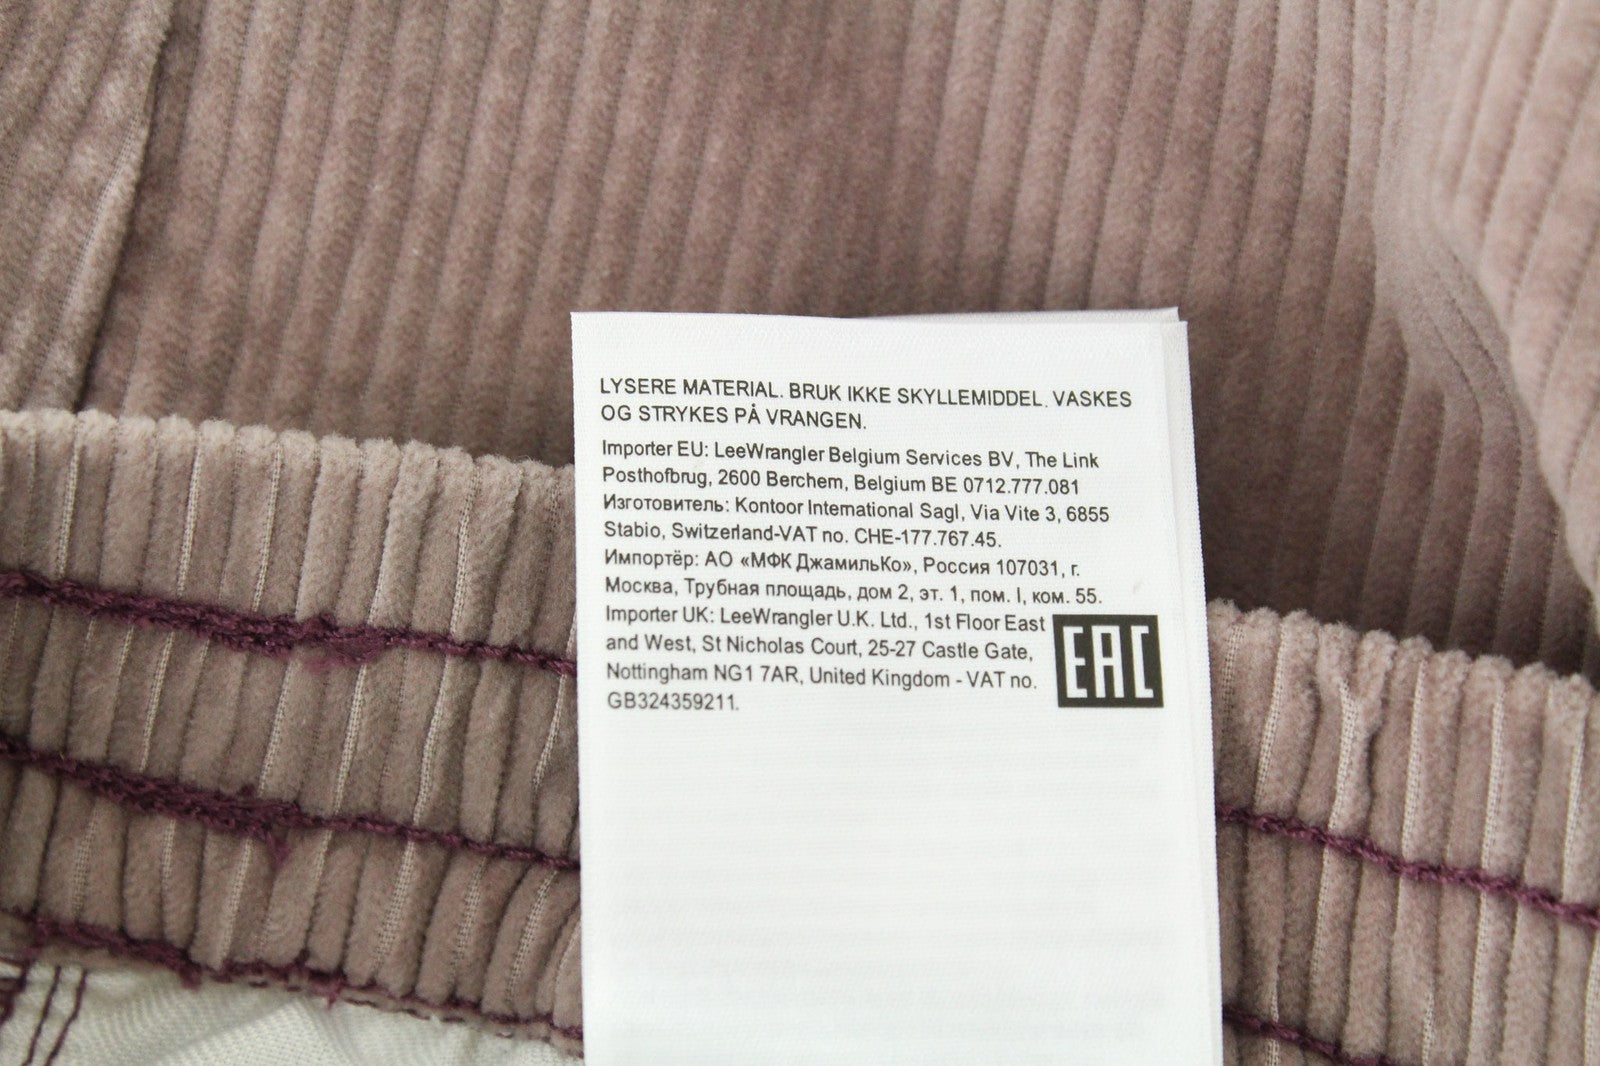 LYSERE MATERIAL. BRUK IKKE SKYLLEMIDDEL. VASKES
OG STRYKES PÅ VRANGEN.
Importer EU: LeeWrangler Belgium Services BV, The Link
Posthofbrug, 2600 Berchem, Belgium BE 0712.777.081
Изготовитель: Kontoor International Sagl, Via Vite 3, 6855
Stabio, Switzerland-VAT no. CHE-177.767.45.
Импортёр: АО «МФК ДжамильКо», Россия 107031, г.
Москва, Трубная площадь, дом 2, эт. 1, пом. I, ком. 55.
Importer UK: LeeWrangler U.K. Ltd., 1st Floor East
and West, St Nicholas Court, 25-27 Castle Gate,
Nottingham NG1 7AR, United Kingdom - VAT no.
GB324359211.
EAC